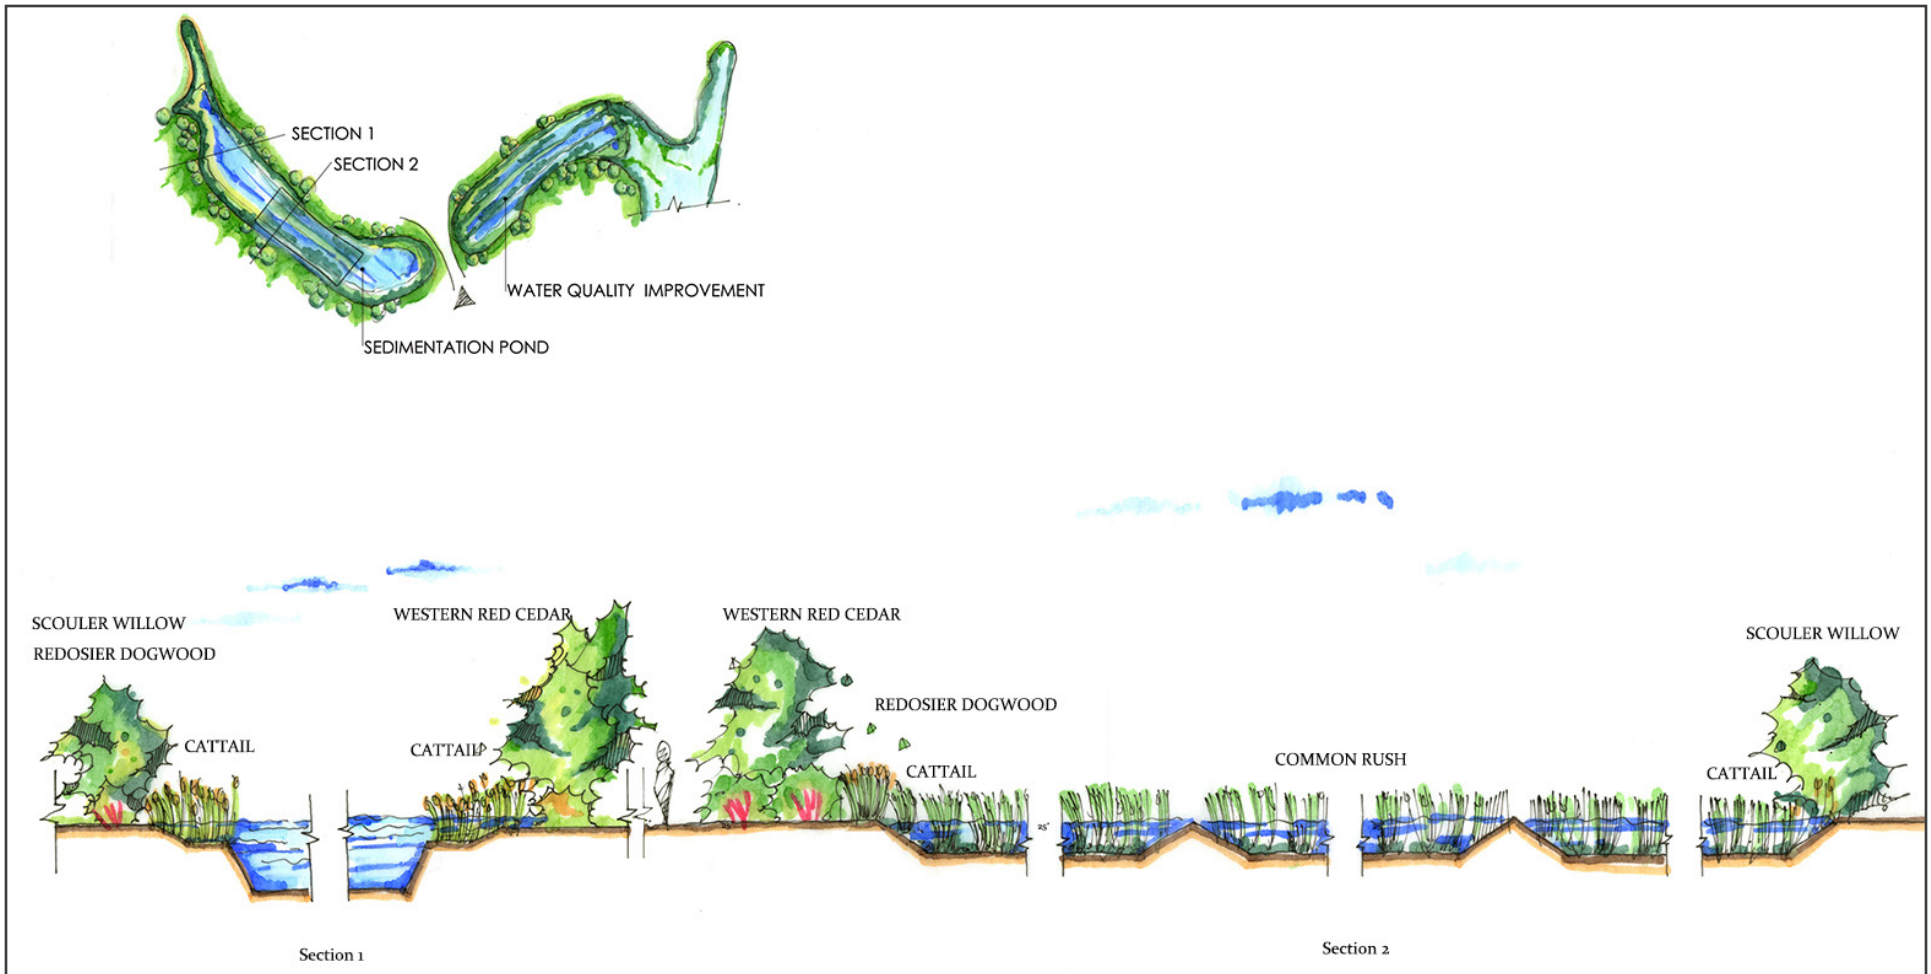 SECTION 1
SECTION 2
WATER QUALITY IMPROVEMENT
SEDIMENTATION POND
SCOULER WILLOW
REDOSIER DOGWOOD
CATTAIL
WESTERN RED CEDAR
CATTAIL
WESTERN RED CEDAR
REDOSIER DOGWOOD
CATTAIL
COMMON RUSH
SCOULER WILLOW
CATTAIL
25'
Section 1
Section 2